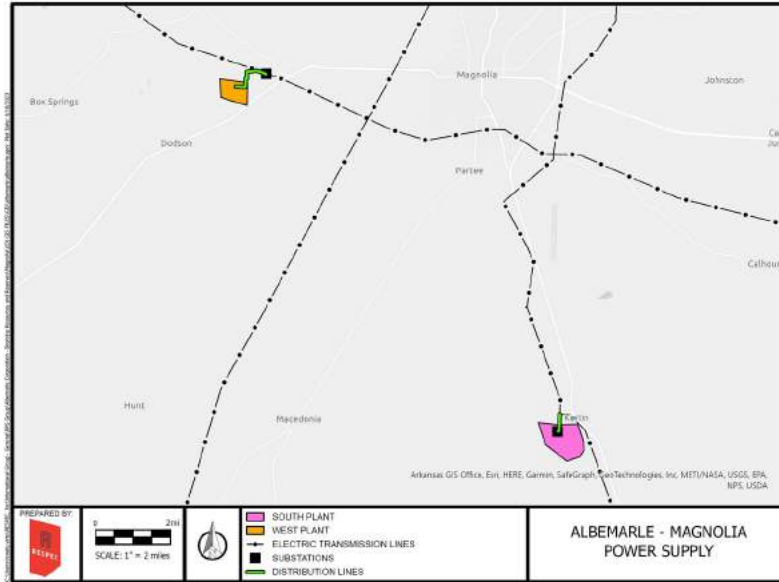 Magnolia
Johnston
Box Springs
Dodson
Partee
Calhoun
Hunt
Macedonia
Kerlin
Arkansas GIS Office, Esri, HERE, Garmin, SafeGraph, GeoTechnologies, Inc, METI/NASA, USGS, EPA,
NPS, USDA
PREPARED BY:
RESPEC
0 2mi
SCALE: 1" = 2 miles
SOUTH PLANT
WEST PLANT
ELECTRIC TRANSMISSION LINES
SUBSTATIONS
DISTRIBUTION LINES
ALBEMARLE - MAGNOLIA
POWER SUPPLY